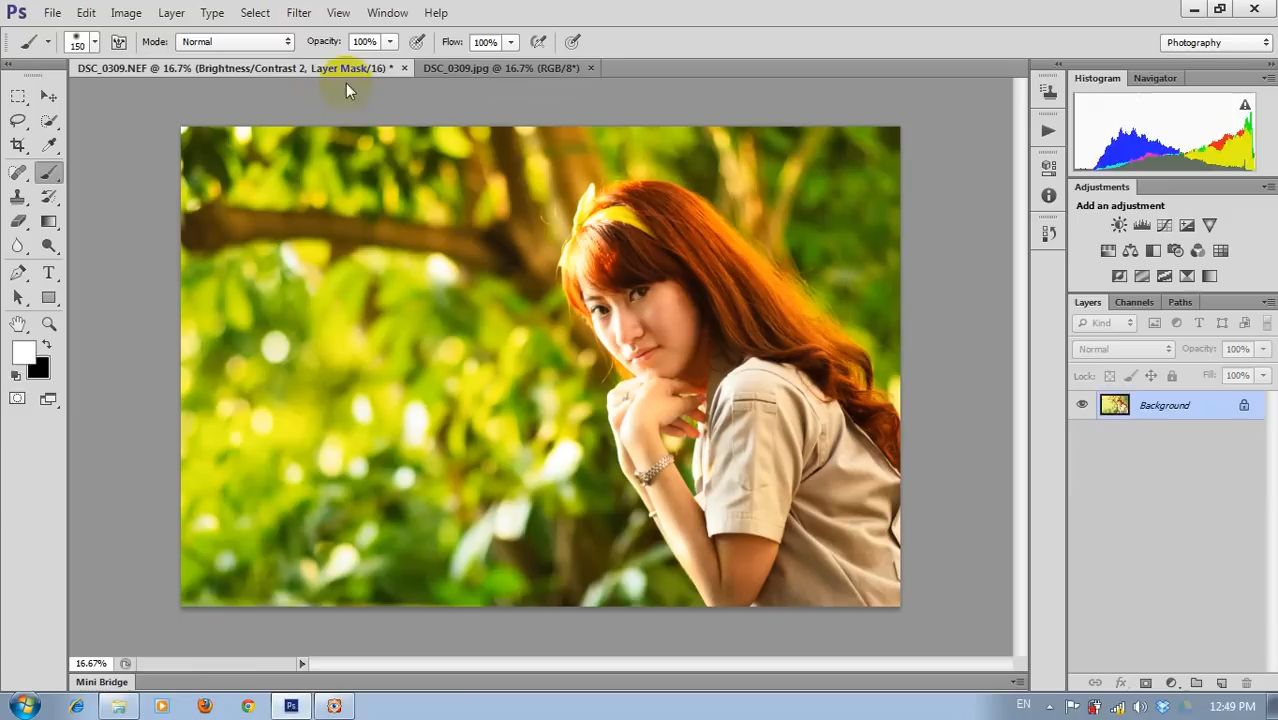 Ps File Edit Image Layer Type Select Filter View Window Help
150 Mode: Normal Opacity: 100% Flow: 100% Photography
DSC_0309.NEF @ 16.7% (Brightness/Contrast 2, Layer Mask/16) * × DSC_0309.jpg @ 16.7% (RGB/8*) ×
Histogram Navigator
Adjustments
Add an adjustment
Layers Channels Paths
Kind
Normal Opacity: 100%
Lock: Fill: 100%
Background
16.67%
Mini Bridge
Ps EN 12:49 PM